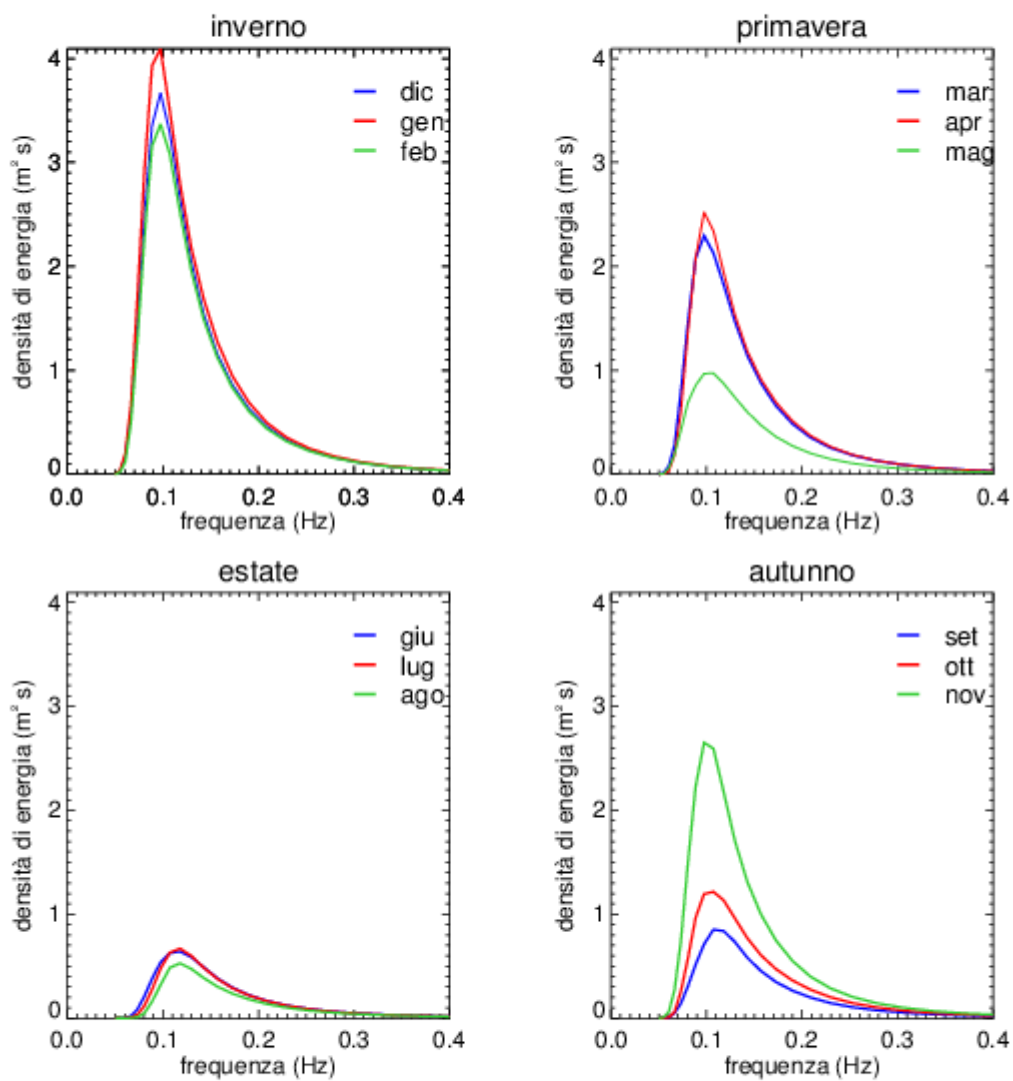 inverno
4
3
2
1
0
densità di energia (m² s)
dic
gen
feb
0.0 0.1 0.2 0.3 0.4
frequenza (Hz)
primavera
4
3
2
1
0
densità di energia (m² s)
mar
apr
mag
0.0 0.1 0.2 0.3 0.4
frequenza (Hz)
estate
4
3
2
1
0
densità di energia (m² s)
giu
lug
ago
0.0 0.1 0.2 0.3 0.4
frequenza (Hz)
autunno
4
3
2
1
0
densità di energia (m² s)
set
ott
nov
0.0 0.1 0.2 0.3 0.4
frequenza (Hz)